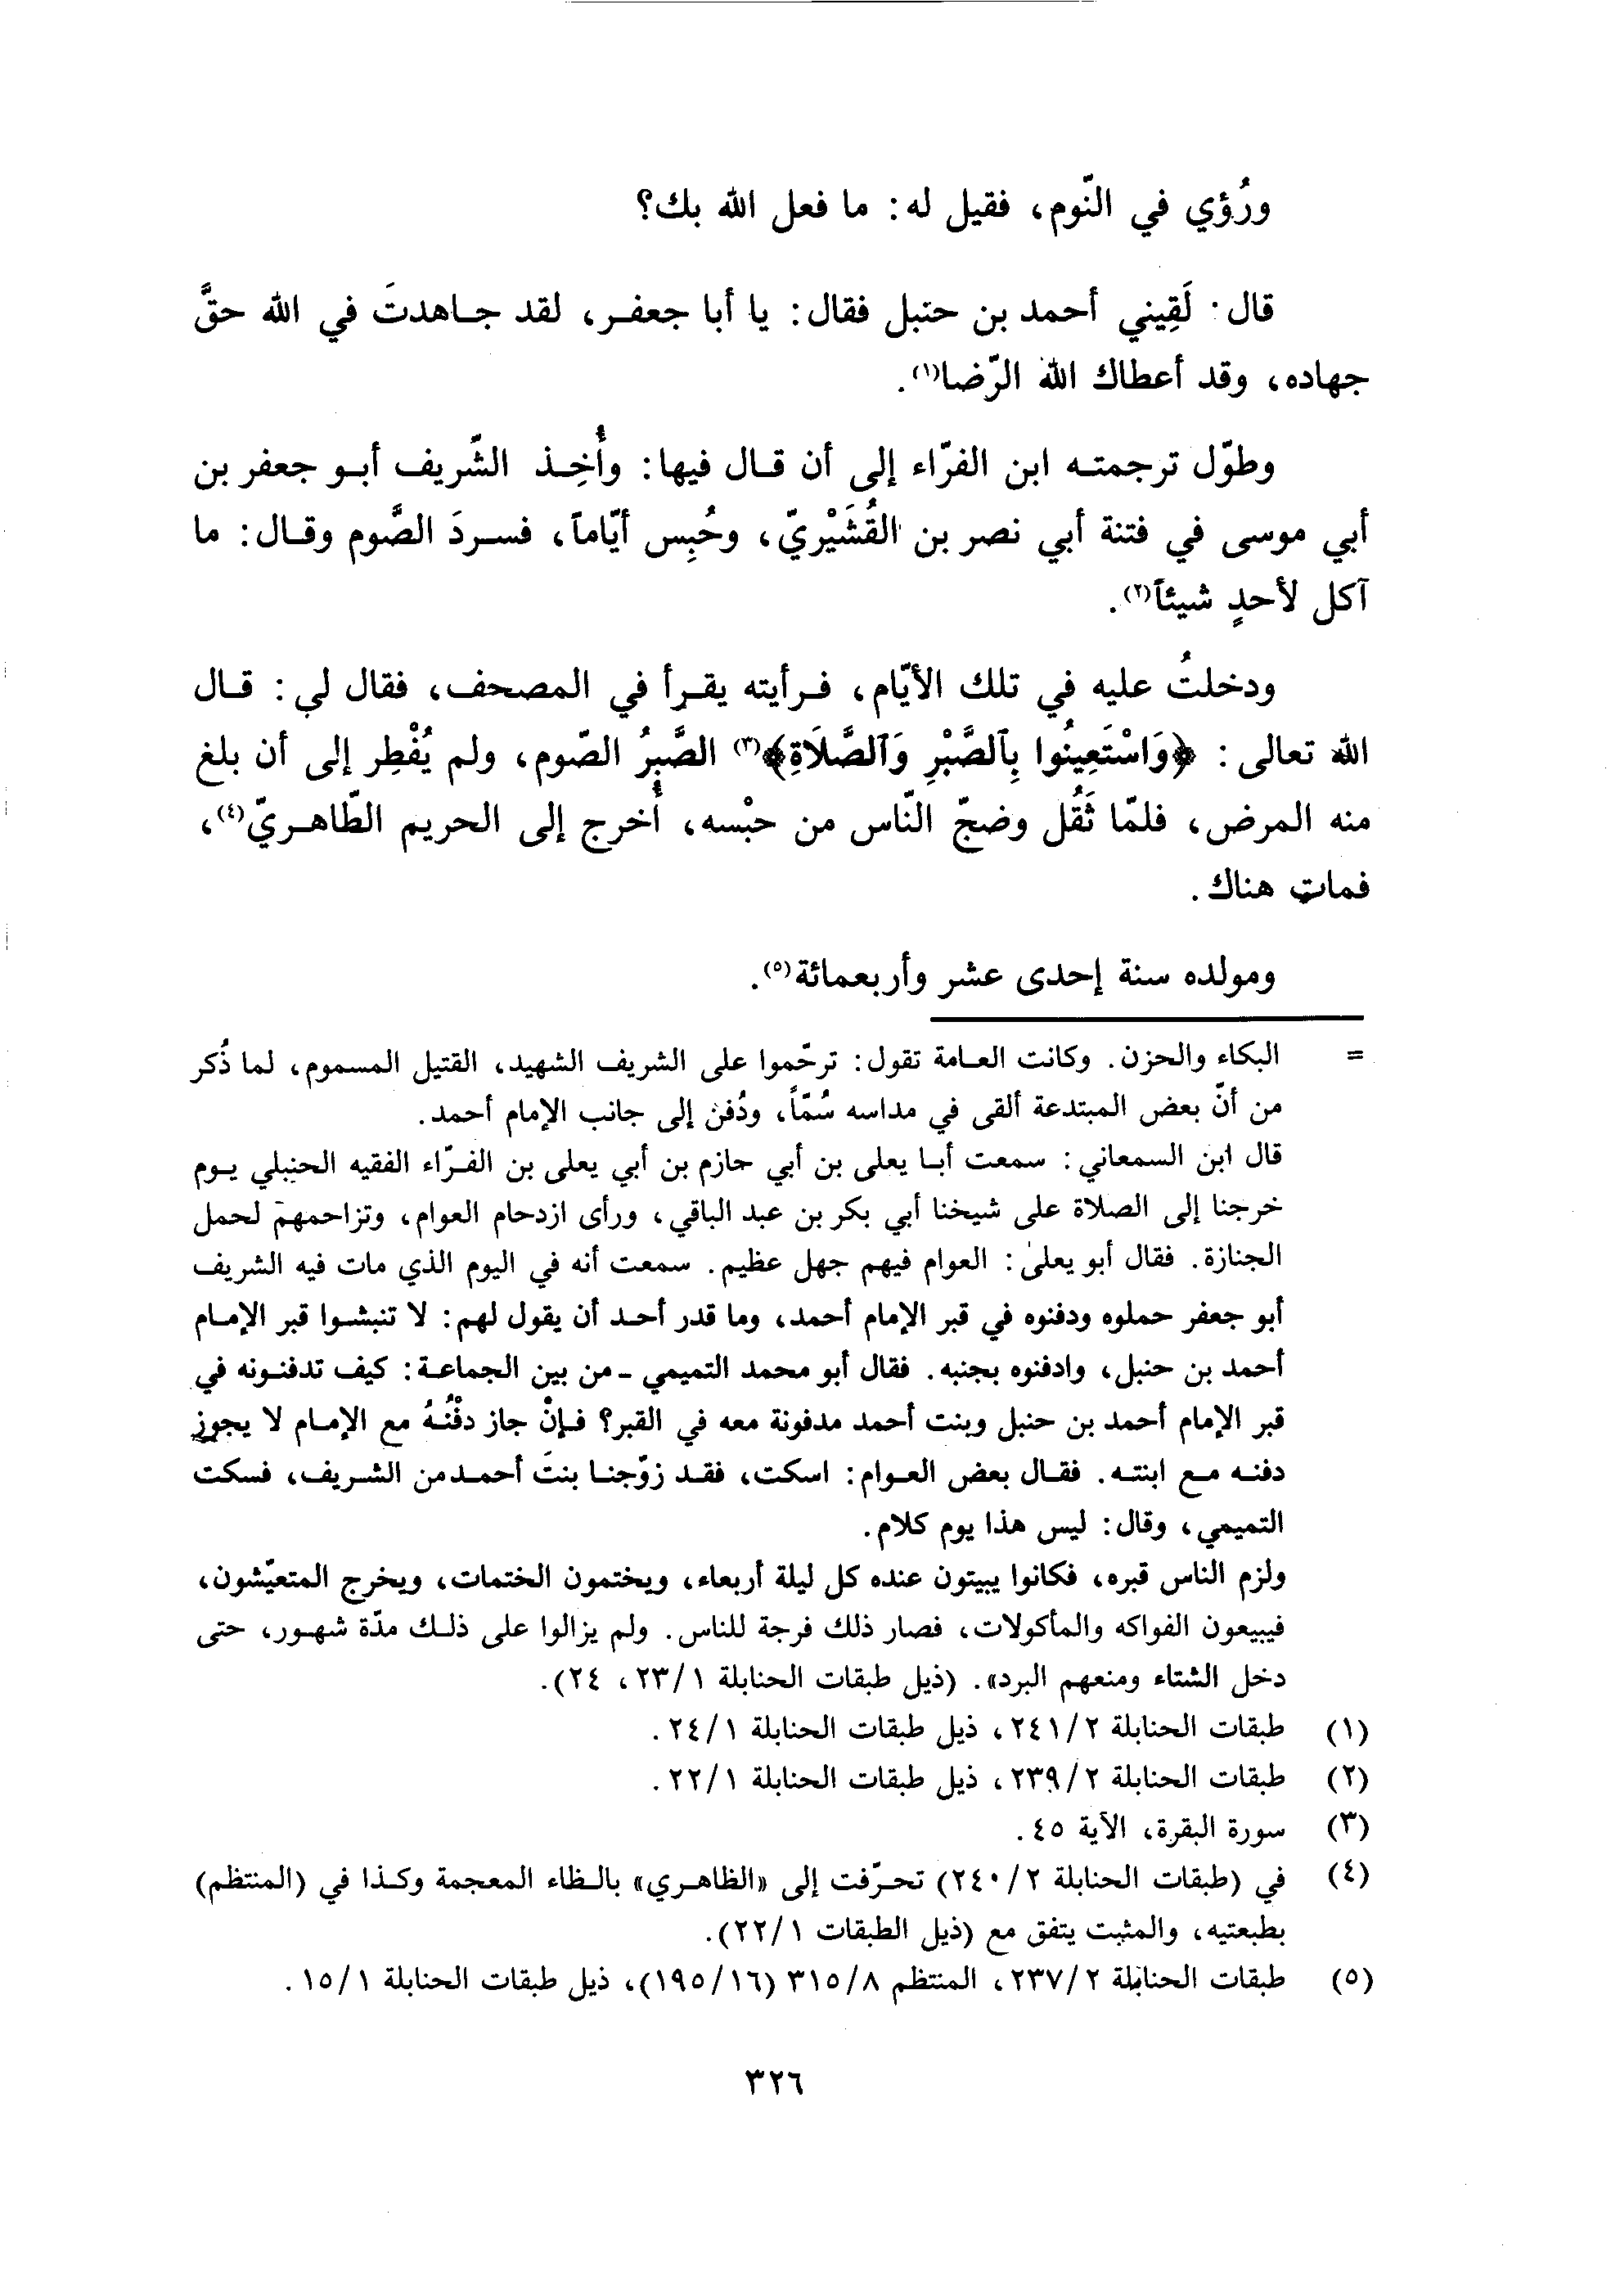 ورُؤي في النّوم، فقيل له: ما فعل الله بك؟
قال: لَقِيني أحمد بن حنبل فقال: يا أبا جعفر، لقد جاهدتَ في الله حقَّ
جهاده، وقد أعطاك الله الرّضا(١).
وطوّل ترجمته ابن الفرّاء إلى أن قال فيها: وأُخِذ الشّريف أبو جعفر بن
أبي موسى في فتنة أبي نصر بن القُشَيْريّ، وحُبِس أيّاماً، فسردَ الصَّوم وقال: ما
آكل لأحدٍ شيئاً(٢).
ودخلتُ عليه في تلك الأيّام، فرأيته يقرأ في المصحف، فقال لي: قال
الله تعالى: ﴿وَاسْتَعِينُوا بِٱلصَّبْرِ وَٱلصَّلَاةِ﴾(٣) الصَّبرُ الصّوم، ولم يُفْطِر إلى أن بلغ
منه المرض، فلمّا ثَقُل وضجّ النّاس من حبْسه، أُخرج إلى الحريم الطّاهريّ(٤)،
فمات هناك.
ومولده سنة إحدى عشر وأربعمائة(٥).
= البكاء والحزن. وكانت العامة تقول: ترحّموا على الشريف الشهيد، القتيل المسموم، لما ذُكر
من أنّ بعض المبتدعة ألقى في مداسه سُمّاً، ودُفن إلى جانب الإمام أحمد.
قال ابن السمعاني: سمعت أبا يعلى بن أبي حازم بن أبي يعلى بن الفرّاء الفقيه الحنبلي يوم
خرجنا إلى الصلاة على شيخنا أبي بكر بن عبد الباقي، ورأى ازدحام العوام، وتزاحمهم لحمل
الجنازة. فقال أبو يعلى: العوام فيهم جهل عظيم. سمعت أنه في اليوم الذي مات فيه الشريف
أبو جعفر حملوه ودفنوه في قبر الإمام أحمد، وما قدر أحد أن يقول لهم: لا تنبشوا قبر الإمام
أحمد بن حنبل، وادفنوه بجنبه. فقال أبو محمد التميمي ـ من بين الجماعة: كيف تدفنونه في
قبر الإمام أحمد بن حنبل وبنت أحمد مدفونة معه في القبر؟ فإنْ جاز دفْنُهُ مع الإمام لا يجوز
دفنه مع ابنته. فقال بعض العوام: اسكت، فقد زوّجنا بنتَ أحمد من الشريف، فسكت
التميمي، وقال: ليس هذا يوم كلام.
ولزم الناس قبره، فكانوا يبيتون عنده كل ليلة أربعاء، ويختمون الختمات، ويخرج المتعيّشون،
فيبيعون الفواكه والمأكولات، فصار ذلك فرجة للناس. ولم يزالوا على ذلك مدّة شهور، حتى
دخل الشتاء ومنعهم البرد». (ذيل طبقات الحنابلة ١/ ٢٣، ٢٤).
(١) طبقات الحنابلة ٢/ ٢٤١، ذيل طبقات الحنابلة ١/ ٢٤.
(٢) طبقات الحنابلة ٢/ ٢٣٩، ذيل طبقات الحنابلة ١/ ٢٢.
(٣) سورة البقرة، الآية ٤٥.
(٤) في (طبقات الحنابلة ٢/ ٢٤٠) تحرّفت إلى «الظاهري» بالظاء المعجمة وكذا في (المنتظم)
بطبعتيه، والمثبت يتفق مع (ذيل الطبقات ١/ ٢٢).
(٥) طبقات الحنابلة ٢/ ٢٣٧، المنتظم ٨/ ٣١٥ (١٦/ ١٩٥)، ذيل طبقات الحنابلة ١/ ١٥.
٣٢٦